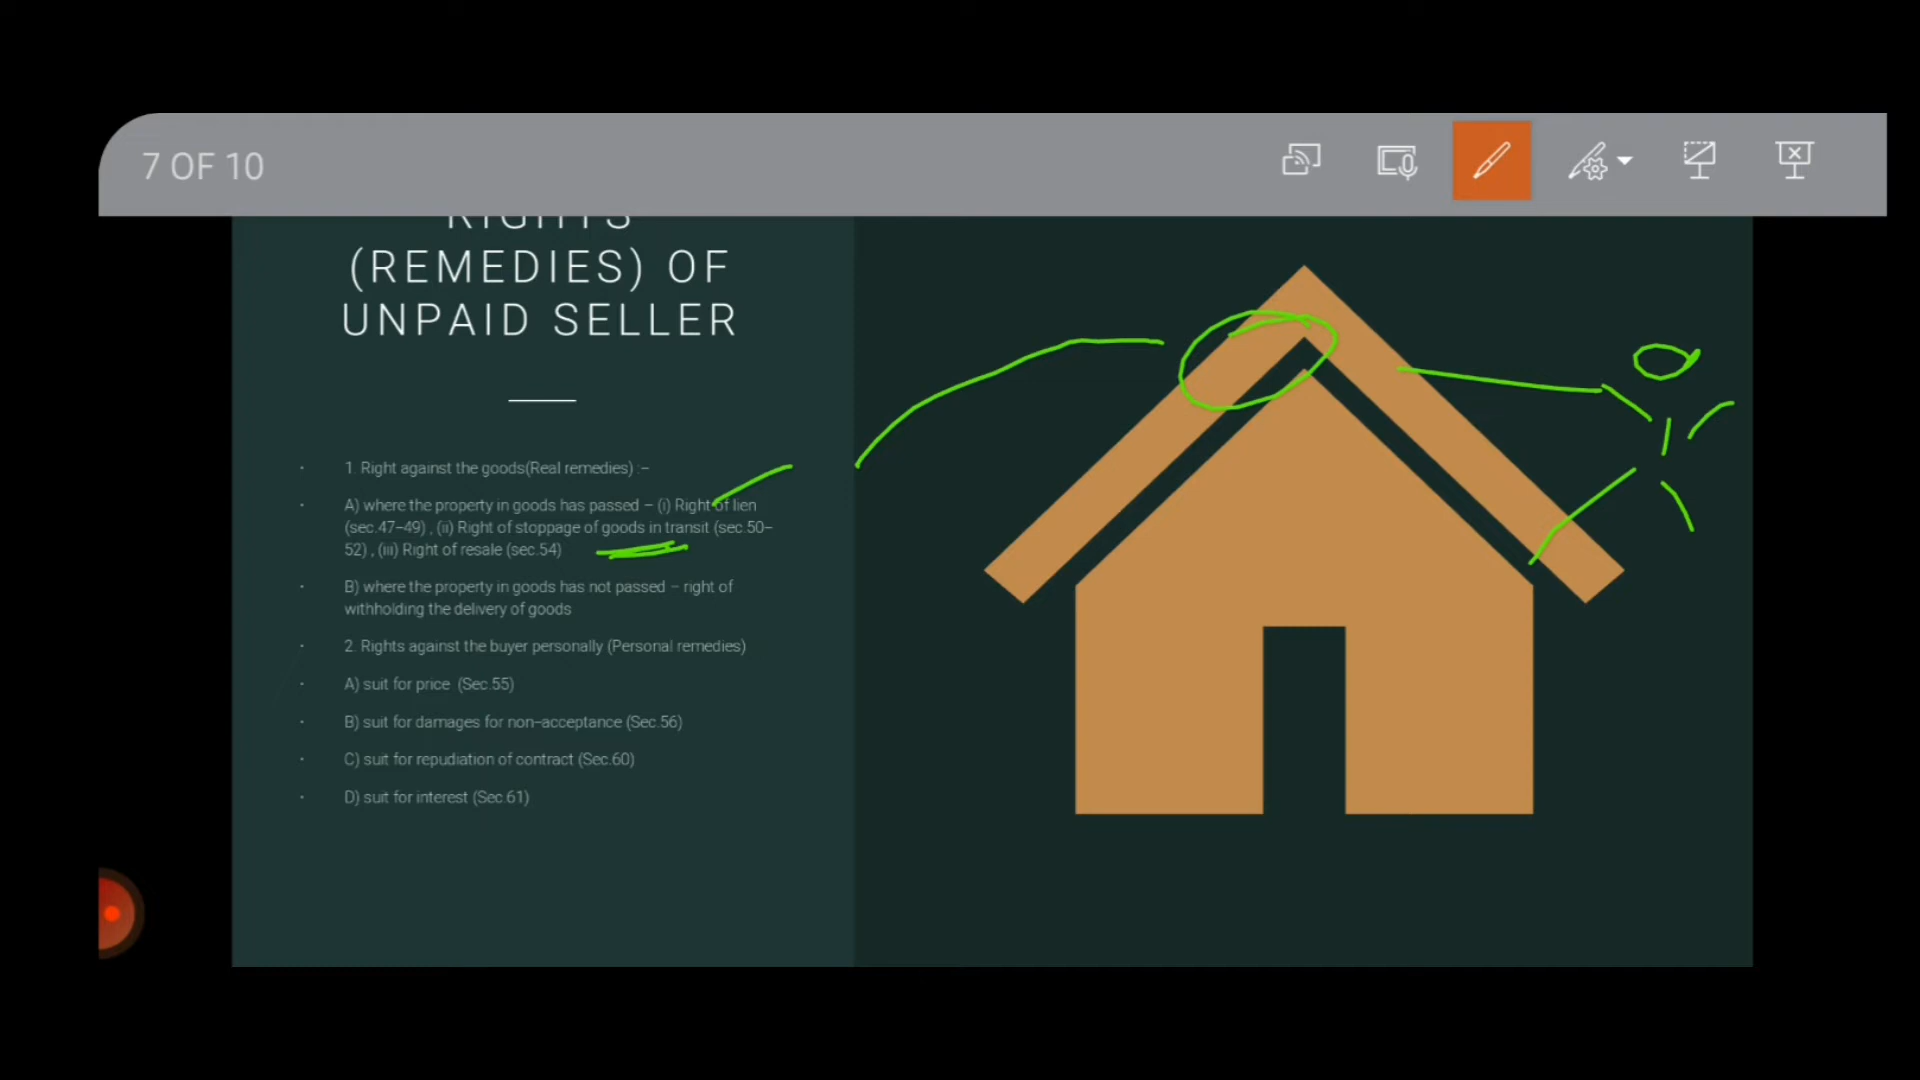 7 OF 10
RIGHTS
(REMEDIES) OF
UNPAID SELLER
· 1. Right against the goods(Real remedies) :–
· A) where the property in goods has passed – (i) Right of lien
(sec.47–49) , (ii) Right of stoppage of goods in transit (sec.50–
52) , (iii) Right of resale (sec.54)
· B) where the property in goods has not passed – right of
withholding the delivery of goods
· 2. Rights against the buyer personally (Personal remedies)
· A) suit for price (Sec.55)
· B) suit for damages for non–acceptance (Sec.56)
· C) suit for repudiation of contract (Sec.60)
· D) suit for interest (Sec.61)